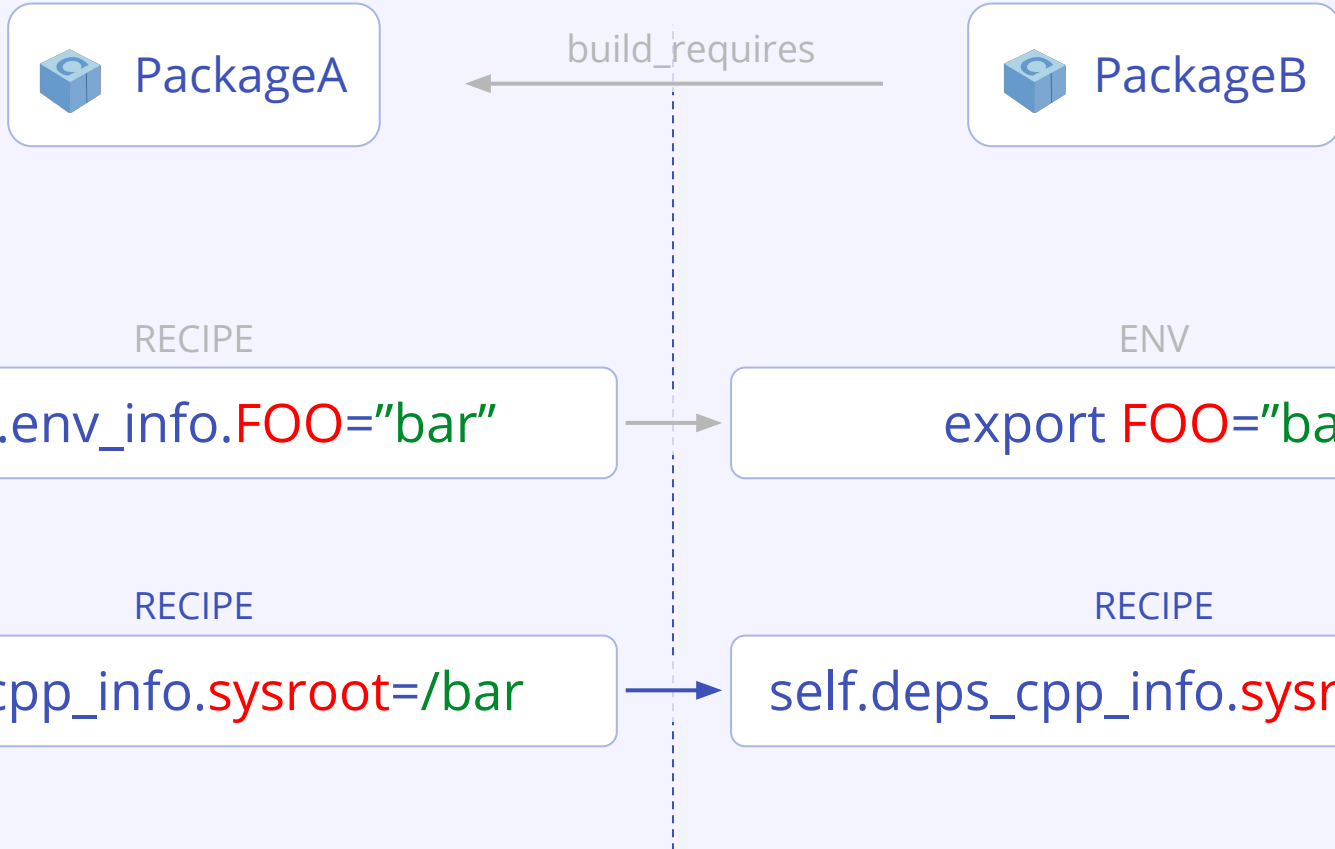 PackageA
build_requires
PackageB
RECIPE
ENV
.env_info.FOO=”bar”
export FOO=”ba
RECIPE
RECIPE
cpp_info.sysroot=/bar
self.deps_cpp_info.sysr